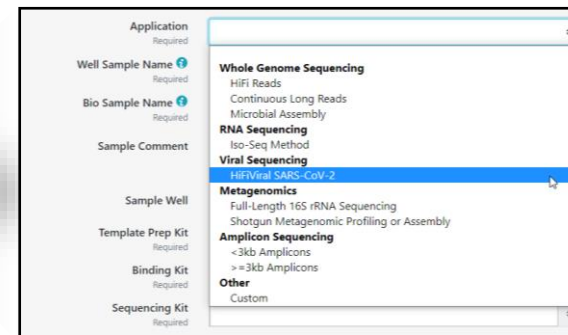 Application
Required
Well Sample Name
Required
Bio Sample Name
Required
Sample Comment
Sample Well
Template Prep Kit
Required
Binding Kit
Required
Sequencing Kit
Required
Whole Genome Sequencing
HiFi Reads
Continuous Long Reads
Microbial Assembly
RNA Sequencing
Iso-Seq Method
Viral Sequencing
HiFiViral SARS-CoV-2
Metagenomics
Full-Length 16S rRNA Sequencing
Shotgun Metagenomic Profiling or Assembly
Amplicon Sequencing
<3kb Amplicons
>=3kb Amplicons
Other
Custom